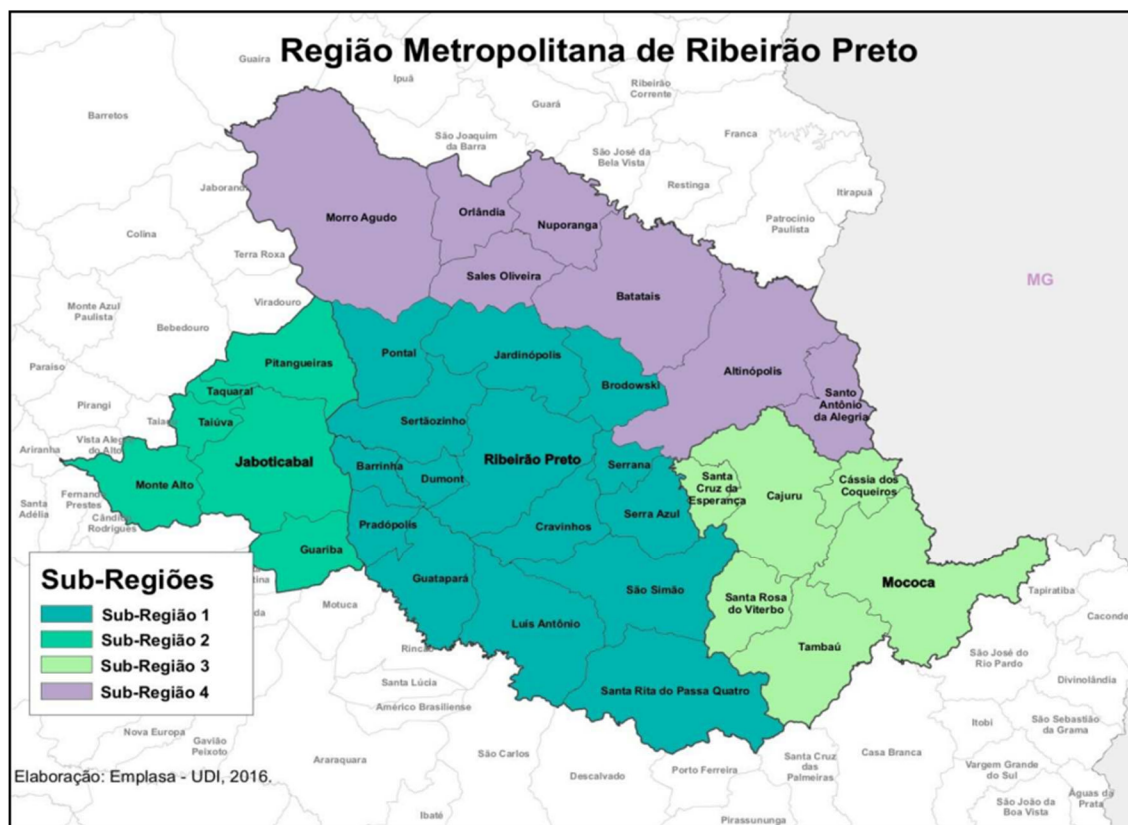 Região Metropolitana de Ribeirão Preto
Guaíra
Ipuã
Ribeirão
Corrente
Guará
Barretos
São Joaquim
da Barra
Franca
São José da
Bela Vista
Restinga
Itirapuã
Jaborandi
Patrocínio
Paulista
Morro Agudo
Orlândia
Nuporanga
Colina
Terra Roxa
Sales Oliveira
MG
Viradouro
Batatais
Monte Azul
Paulista
Bebedouro
Pitangueiras
Pontal
Jardinópolis
Paraiso
Brodowski
Altinópolis
Santo
Antônio
da Alegria
Taquaral
Pirangi
Taiaç
Taiúva
Sertãozinho
Vista Alegre
do Alto
Ariranha
Jaboticabal
Barrinha
Dumont
Ribeirão Preto
Serrana
Santa
Cruz da
Esperança
Cajuru
Cássia dos
Coqueiros
Monte Alto
Fernando
Prestes
Santa
Adélia
Cândido
Rodrigues
Pradópolis
Cravinhos
Serra Azul
Guariba
Guatapará
São Simão
Mococa
Santa Rosa
do Viterbo
Tapiratiba
Caconde
Sub-Regiões
Sub-Região 1
Sub-Região 2
Sub-Região 3
Sub-Região 4
tina
da
Motuca
Luís Antônio
Tambaú
Rincão
São José do
Rio Pardo
Divinolândia
Santa Lúcia
Américo Brasiliense
Santa Rita do Passa Quatro
Itobi
São Sebastião
da Grama
Nova Europa
Gavião
Peixoto
Araraquara
São Carlos
Descalvado
Porto Ferreira
Santa Cruz
das
Palmeiras
Casa Branca
Vargem Grande
do Sul
Águas da
Prata
São João da
Boa Vista
Ibaté
Pirassununga
Elaboração: Emplasa - UDI, 2016.